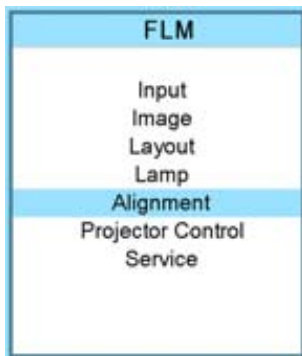 FLM
Input
Image
Layout
Lamp
Alignment
Projector Control
Service